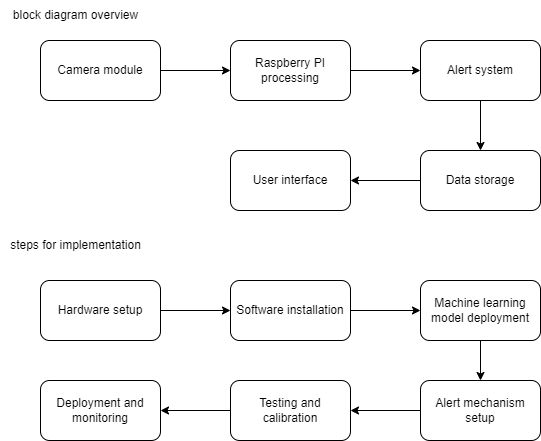 block diagram overview
Camera module
Raspberry PI
processing
Alert system
User interface
Data storage
steps for implementation
Hardware setup
Software installation
Machine learning
model deployment
Deployment and
monitoring
Testing and
calibration
Alert mechanism
setup